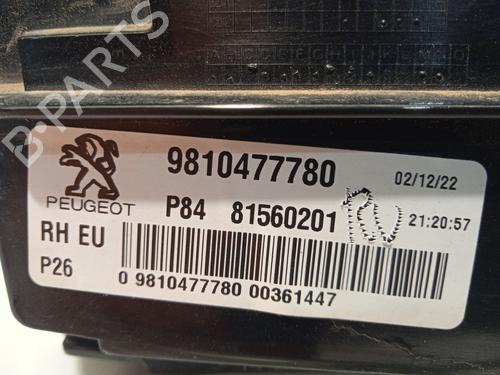 B-PARTS
9810477780
02/12/22
PEUGEOT
P84 81560201
21:20:57
RH EU
P26
0 9810477780 00361447